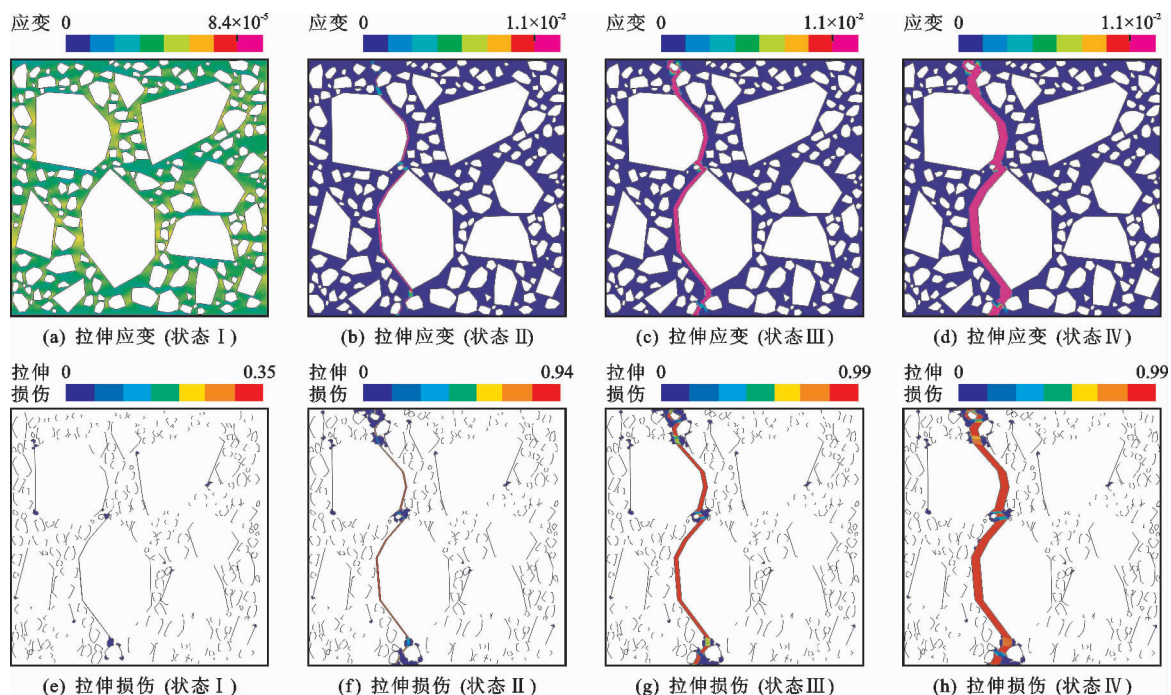 应变 0 8.4×10⁻⁵
应变 0 1.1×10⁻²
应变 0 1.1×10⁻²
应变 0 1.1×10⁻²
(a) 拉伸应变 (状态Ⅰ)
(b) 拉伸应变 (状态Ⅱ)
(c) 拉伸应变 (状态Ⅲ)
(d) 拉伸应变 (状态Ⅳ)
拉伸 0 0.35
损伤
拉伸 0 0.94
损伤
拉伸 0 0.99
损伤
拉伸 0 0.99
损伤
(e) 拉伸损伤 (状态Ⅰ)
(f) 拉伸损伤 (状态Ⅱ)
(g) 拉伸损伤 (状态Ⅲ)
(h) 拉伸损伤 (状态Ⅳ)